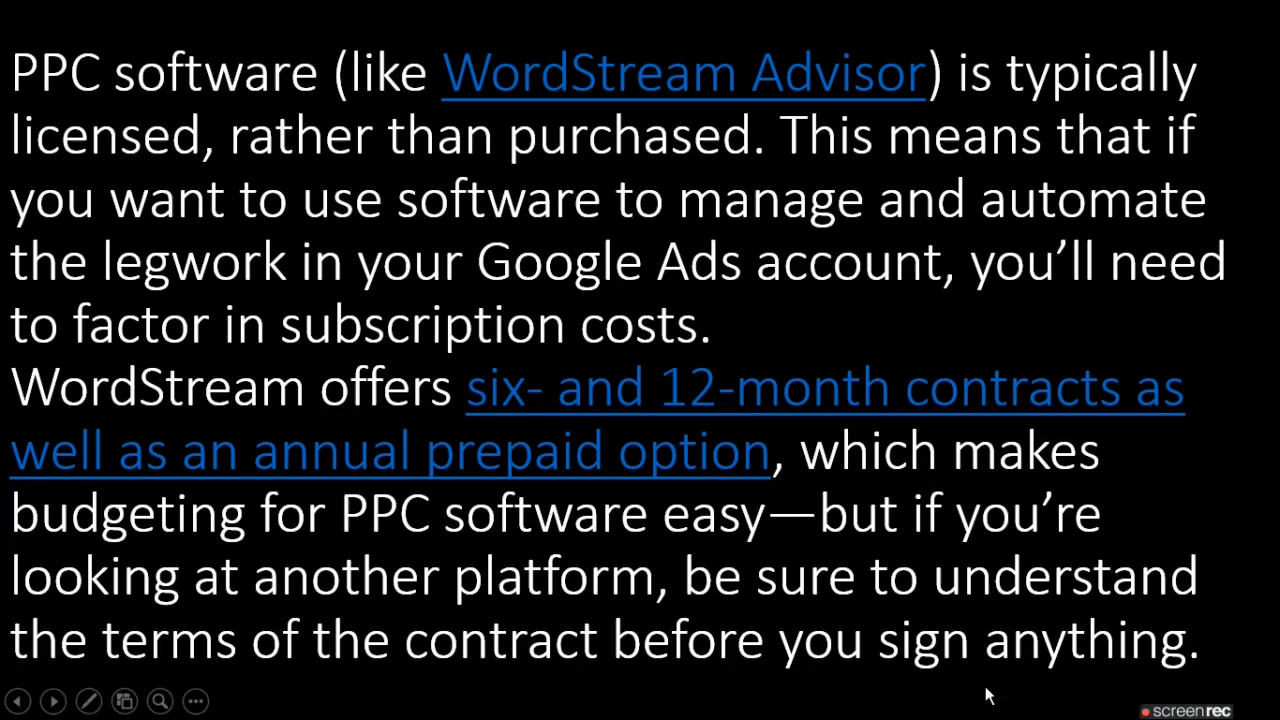 PPC software (like WordStream Advisor) is typically
licensed, rather than purchased. This means that if
you want to use software to manage and automate
the legwork in your Google Ads account, you’ll need
to factor in subscription costs.
WordStream offers six- and 12-month contracts as
well as an annual prepaid option, which makes
budgeting for PPC software easy—but if you’re
looking at another platform, be sure to understand
the terms of the contract before you sign anything.
screenrec